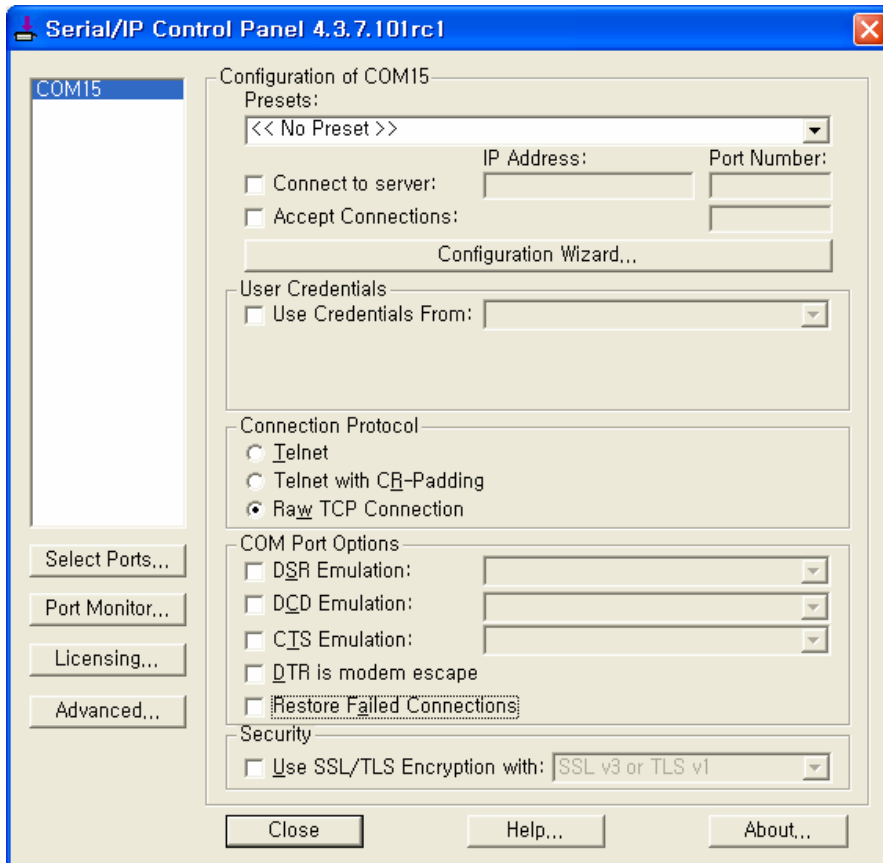 Serial/IP Control Panel 4.3.7.101rc1
COM15
Configuration of COM15
Presets:
<< No Preset >>
IP Address: Port Number:
Connect to server:
Accept Connections:
Configuration Wizard...
User Credentials
Use Credentials From:
Connection Protocol
Telnet
Telnet with CR-Padding
Raw TCP Connection
COM Port Options
DSR Emulation:
DCD Emulation:
CTS Emulation:
DTR is modem escape
Restore Failed Connections
Security
Use SSL/TLS Encryption with: SSL v3 or TLS v1
Select Ports...
Port Monitor...
Licensing...
Advanced...
Close Help... About...